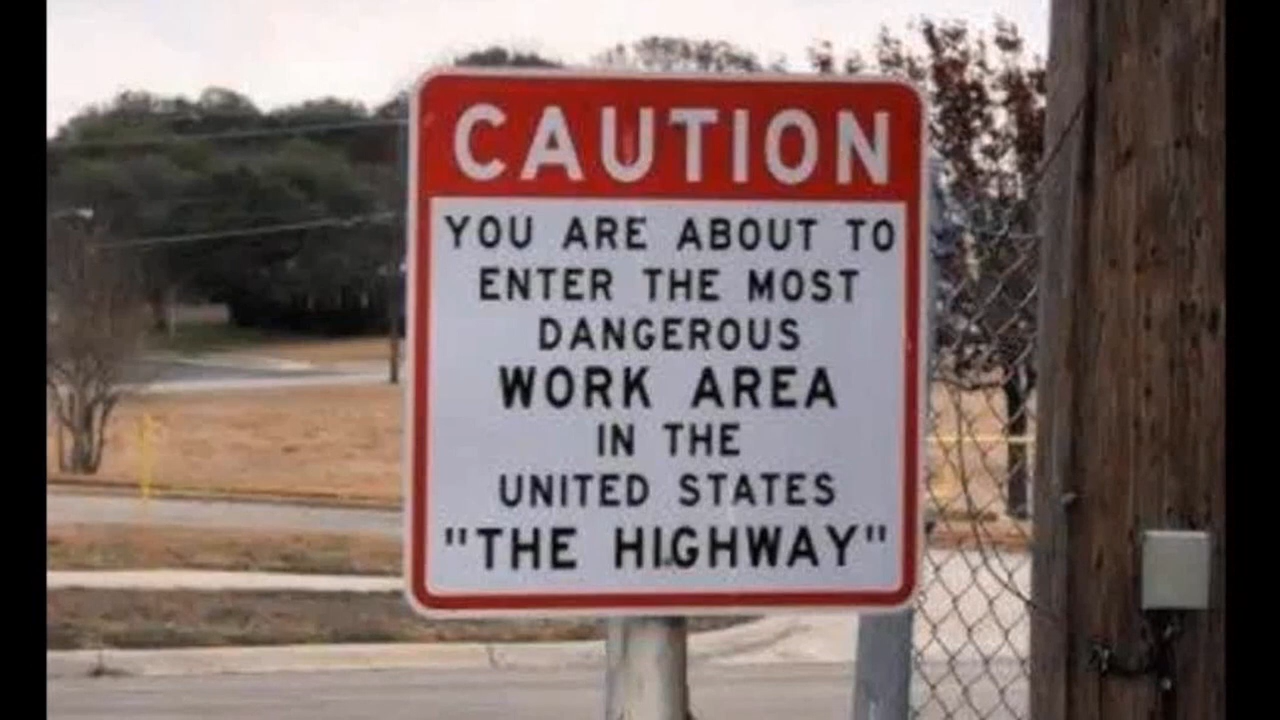 CAUTION
YOU ARE ABOUT TO
ENTER THE MOST
DANGEROUS
WORK AREA
IN THE
UNITED STATES
"THE HIGHWAY"